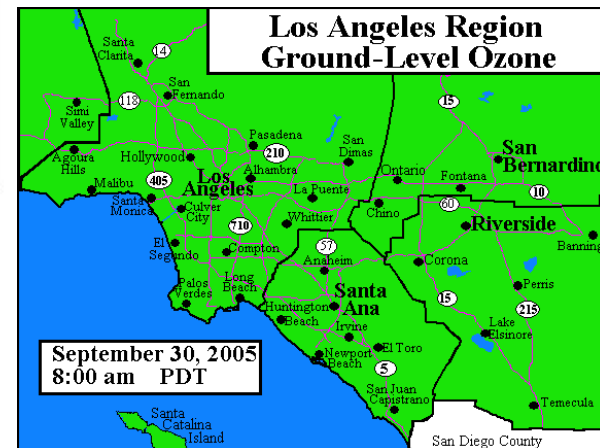 Los Angeles Region
Ground-Level Ozone
Santa
Clarita
14
San
Fernando
15
118
Simi
Valley
Pasadena
Agoura
Hills
Hollywood
210
San
Dimas
San
Bernardino
405
Los
Angeles
Alhambra
Ontario
Fontana
Malibu
Santa
Monica
La Puente
10
Culver
City
Chino
60
710
Whittier
Riverside
El
Segundo
Compton
57
Anaheim
Banning
Corona
Palos
Verdes
Long
Beach
Santa
Ana
Perris
15
215
Huntington
Beach
Irvine
Lake
Elsinore
Newport
Beach
El Toro
5
September 30, 2005
8:00 am PDT
San Juan
Capistrano
Temecula
Santa
Catalina
Island
San Diego County